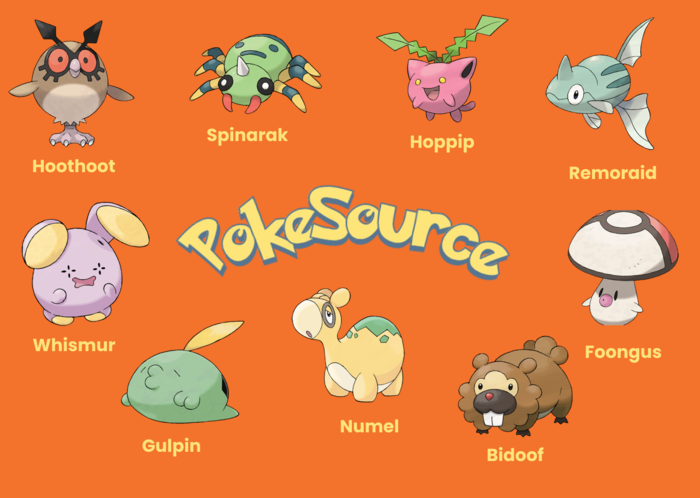 Hoothoot
Spinarak
Hoppip
Remoraid
PokeSource
Whismur
Foongus
Gulpin
Numel
Bidoof